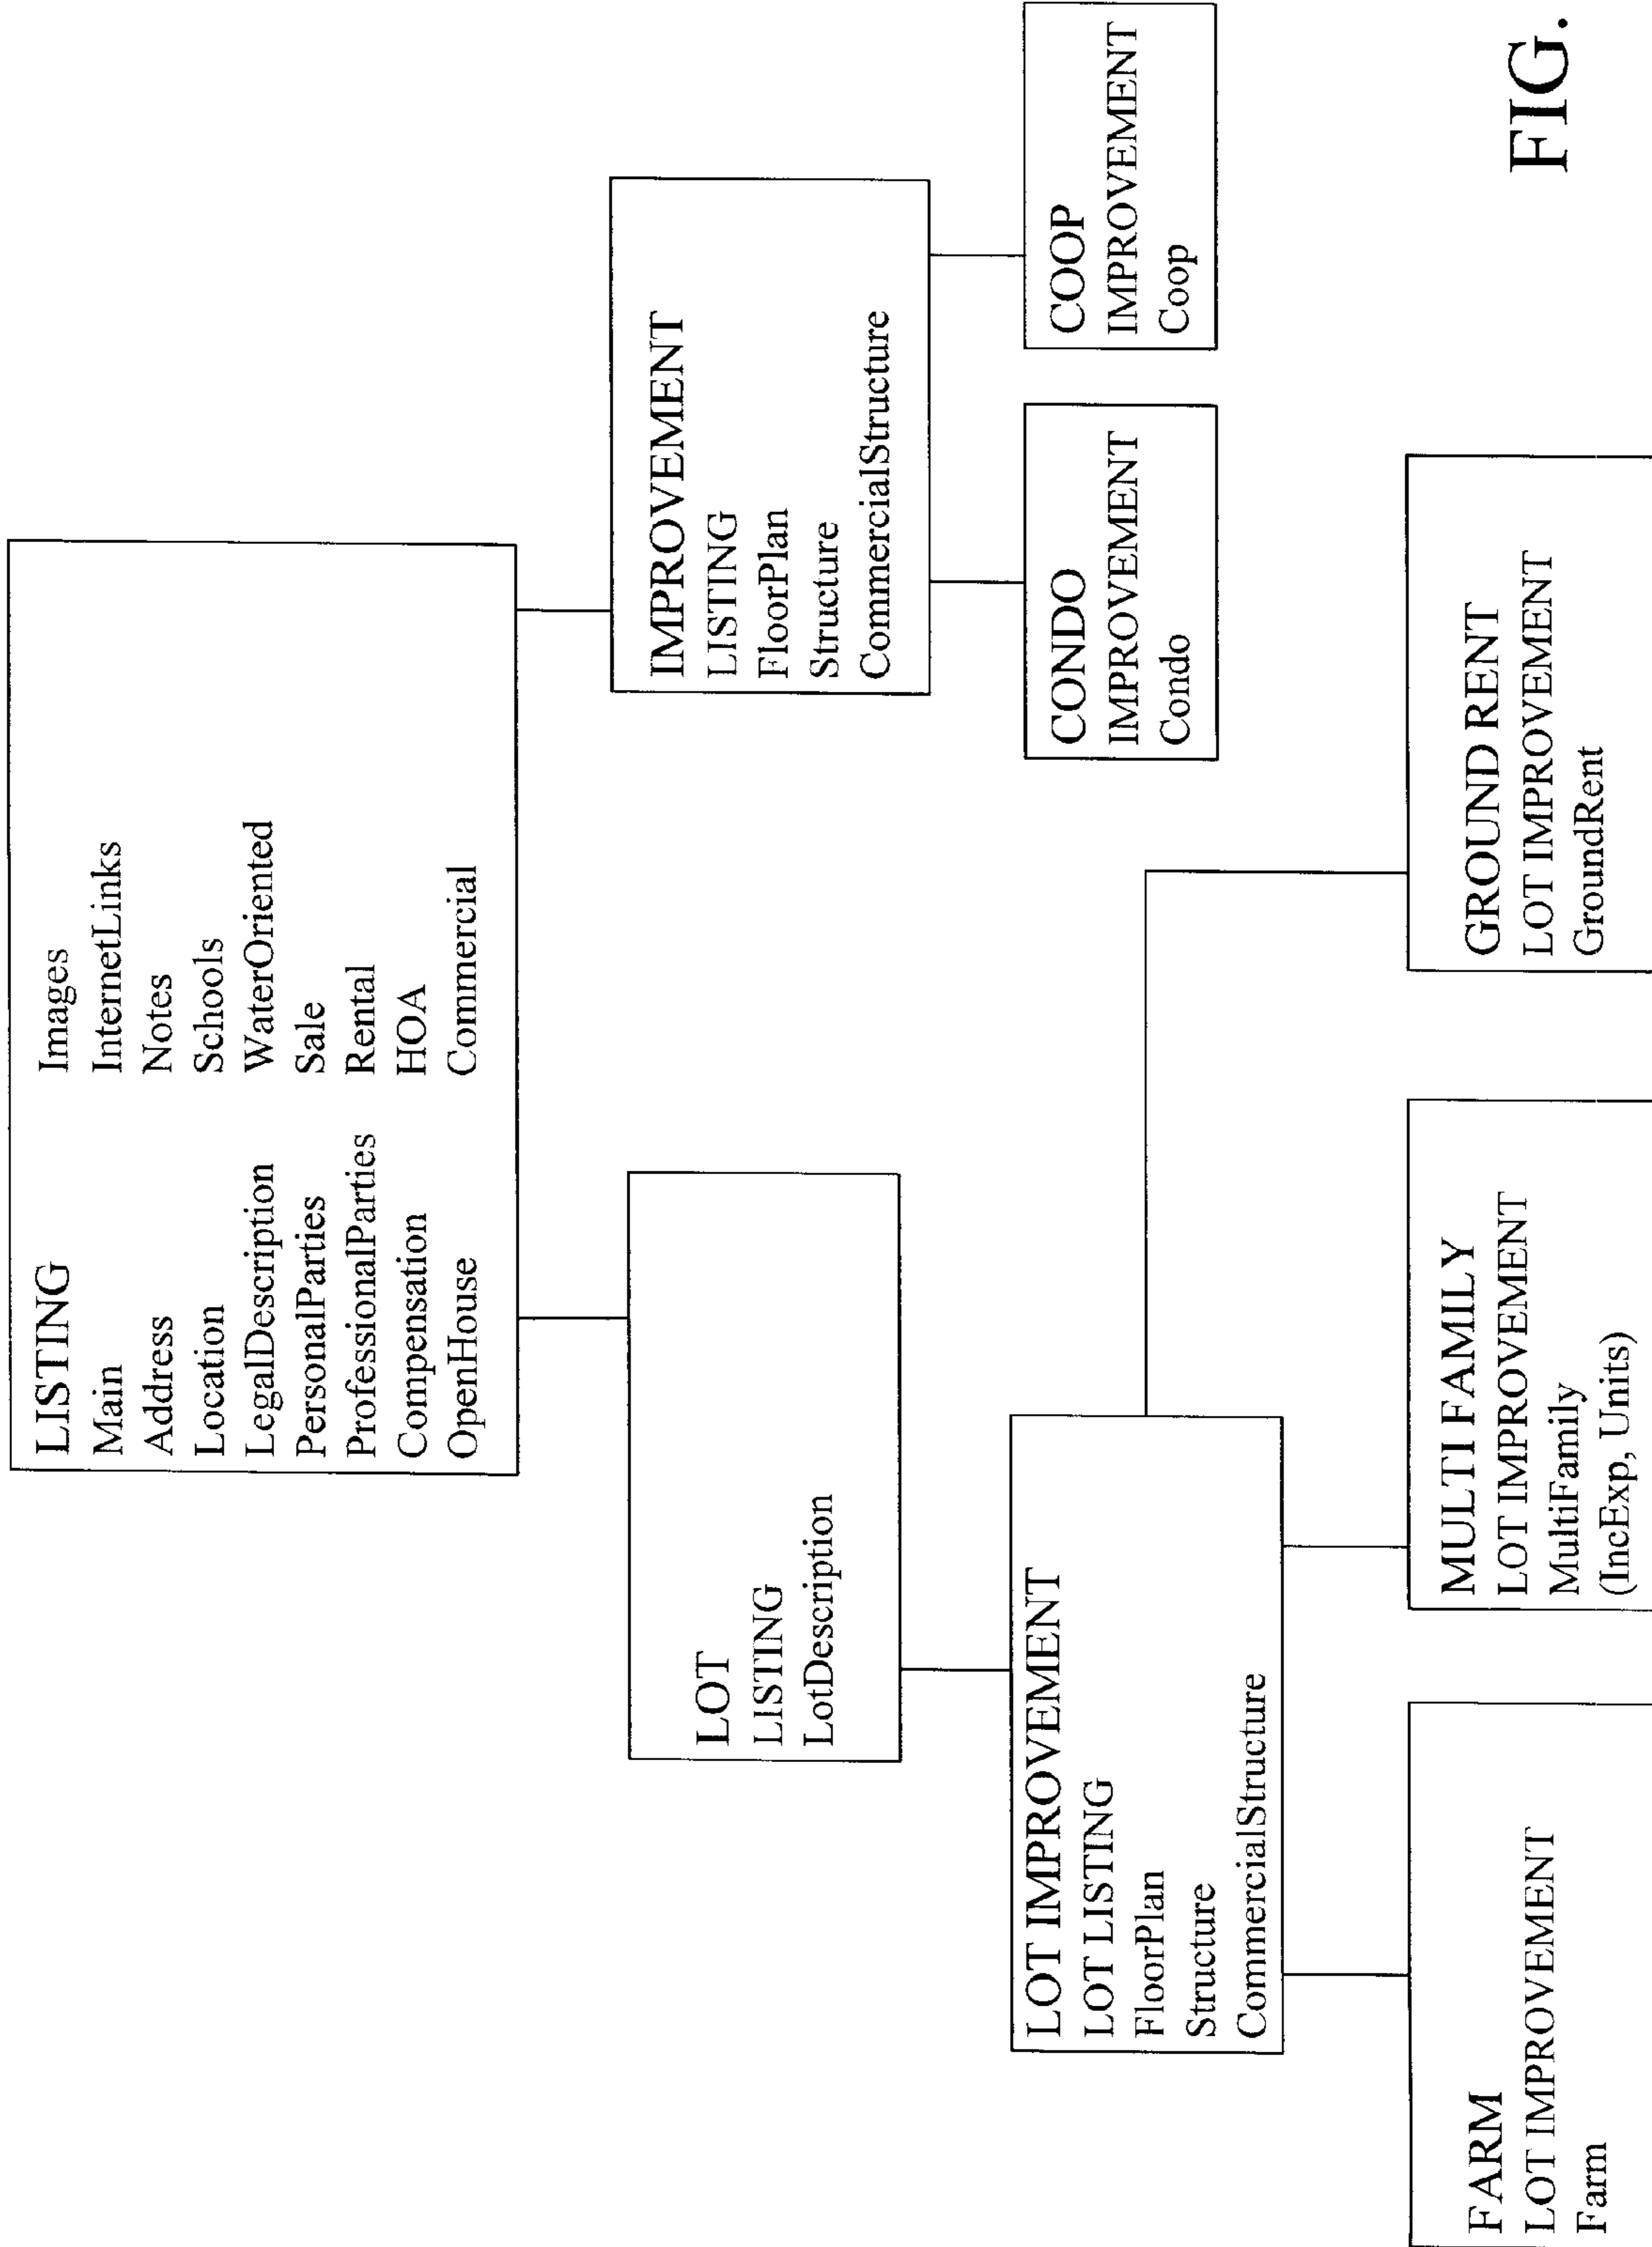 LISTING
Main
Address
Location
LegalDescription
PersonalParties
ProfessionalParties
Compensation
OpenHouse
Images
InternetLinks
Notes
Schools
WaterOriented
Sale
Rental
HOA
Commercial
LOT
LISTING
LotDescription
IMPROVEMENT
LISTING
FloorPlan
Structure
CommercialStructure
LOT IMPROVEMENT
LOT LISTING
FloorPlan
Structure
CommercialStructure
CONDO
IMPROVEMENT
Condo
COOP
IMPROVEMENT
Coop
FARM
LOT IMPROVEMENT
Farm
MULTI FAMILY
LOT IMPROVEMENT
MultiFamily
(IncExp, Units)
GROUND RENT
LOT IMPROVEMENT
GroundRent
FIG.